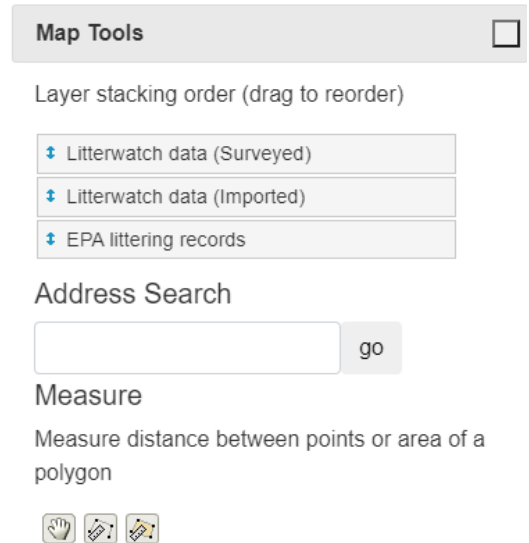 Map Tools
Layer stacking order (drag to reorder)
Litterwatch data (Surveyed)
Litterwatch data (Imported)
EPA littering records
Address Search
go
Measure
Measure distance between points or area of a
polygon